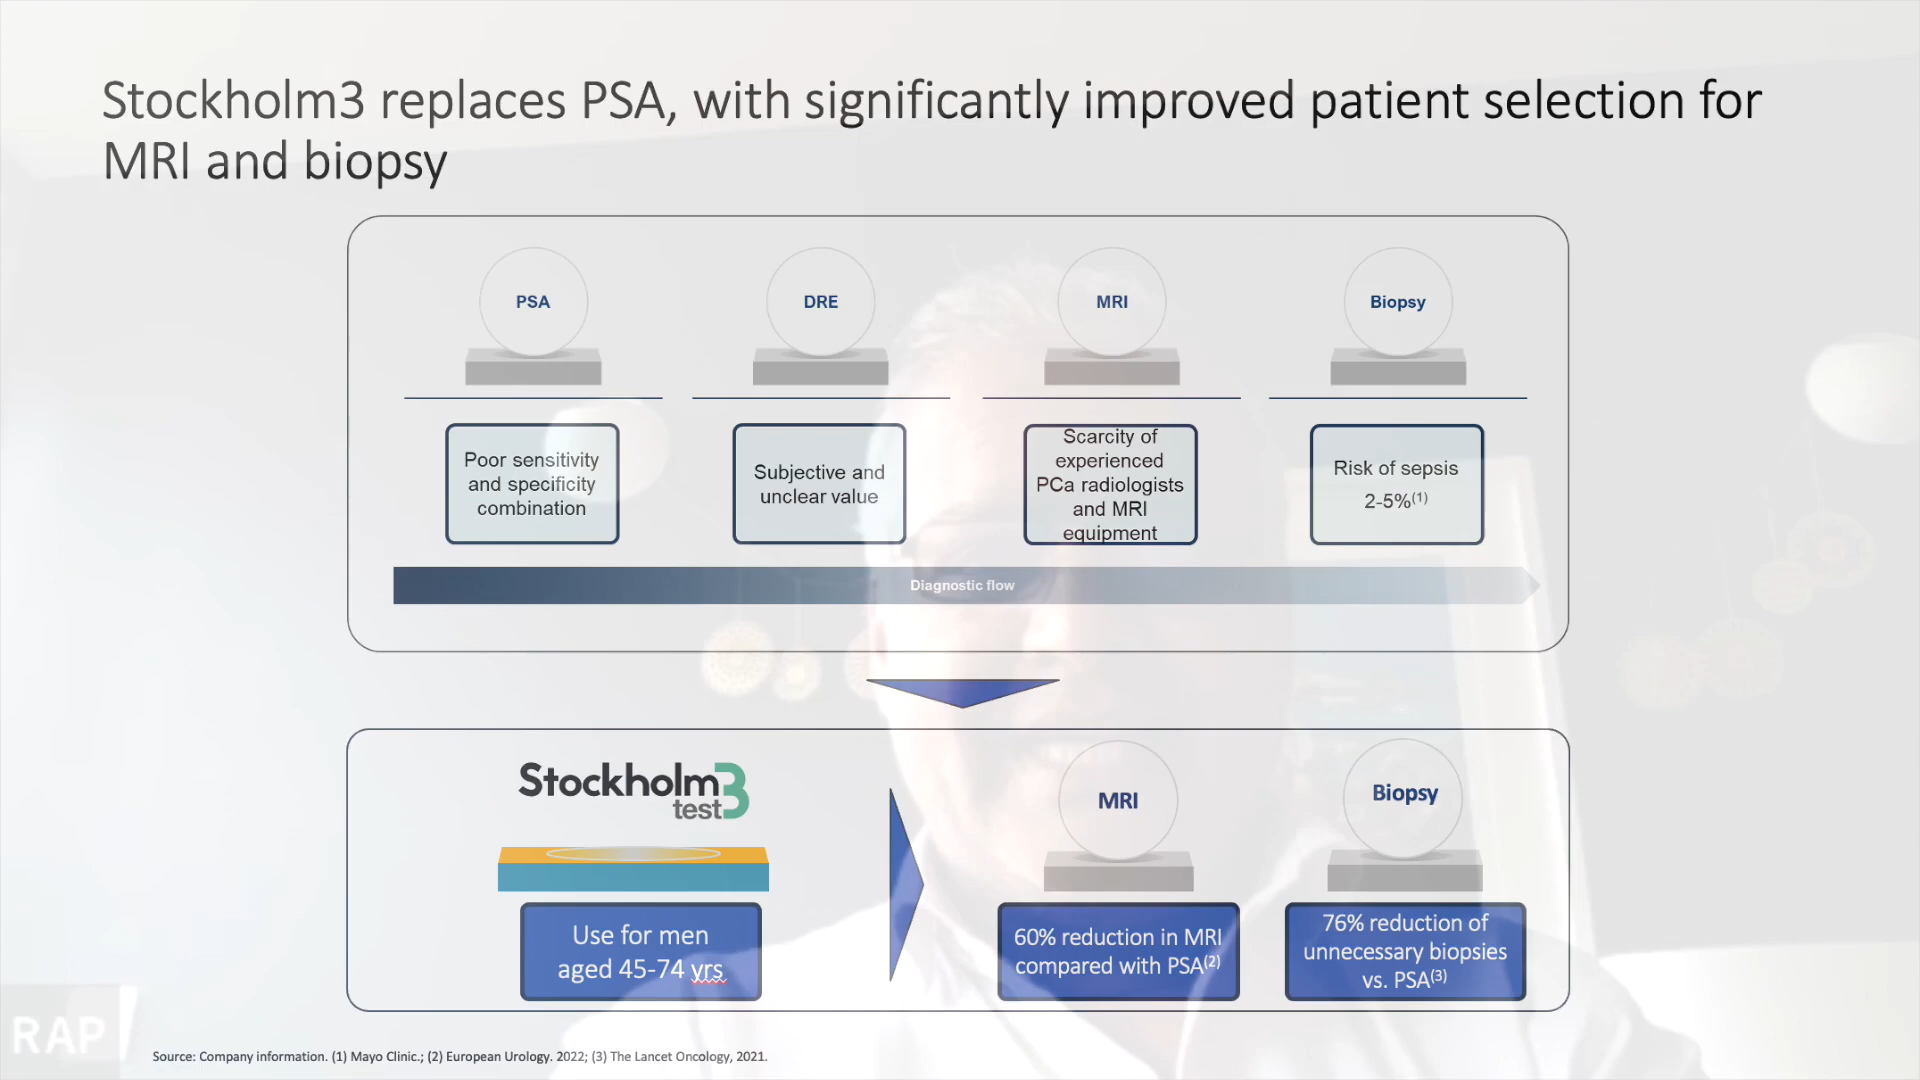 Stockholm3 replaces PSA, with significantly improved patient selection for
MRI and biopsy
PSA
DRE
MRI
Biopsy
Poor sensitivity
and specificity
combination
Subjective and
unclear value
Scarcity of
experienced
PCa radiologists
and MRI
equipment
Risk of sepsis
2-5%(1)
Diagnostic flow
Stockholm3
test
MRI
Biopsy
Use for men
aged 45-74 yrs
60% reduction in MRI
compared with PSA(2)
76% reduction of
unnecessary biopsies
vs. PSA(3)
RAP
Source: Company information. (1) Mayo Clinic.; (2) European Urology. 2022; (3) The Lancet Oncology, 2021.